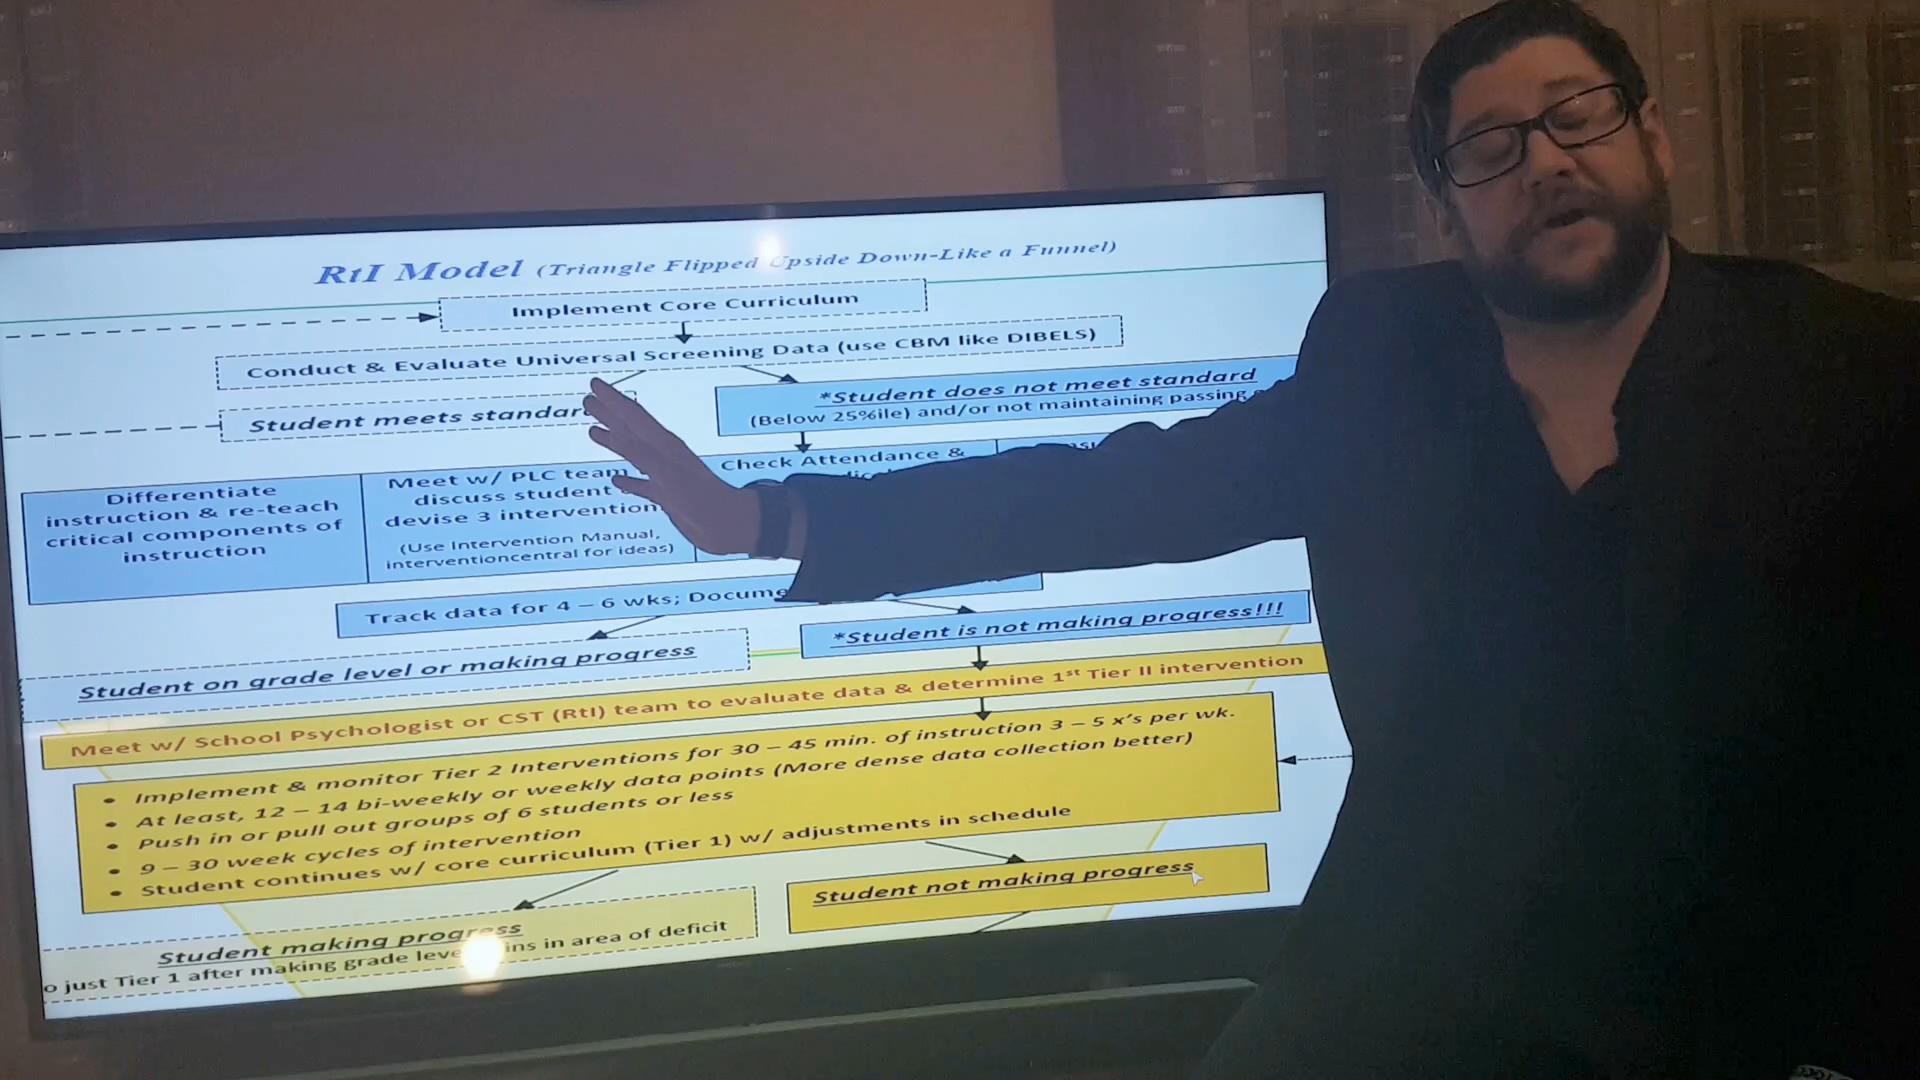 RtI Model (Triangle Flipped Upside Down-Like a Funnel)
Implement Core Curriculum
Conduct & Evaluate Universal Screening Data (use CBM like DIBELS)
Student meets standar
*Student does not meet standard
(Below 25%ile) and/or not maintaining passing
Differentiate
instruction & re-teach
critical components of
instruction
Meet w/ PLC team
discuss student
devise 3 intervention
(Use Intervention Manual,
interventioncentral for ideas)
Check Attendance &
Track data for 4 – 6 wks; Docume
Student on grade level or making progress
*Student is not making progress!!!
Meet w/ School Psychologist or CST (RtI) team to evaluate data & determine 1st Tier II intervention
• Implement & monitor Tier 2 Interventions for 30 – 45 min. of instruction 3 – 5 x's per wk.
• At least, 12 – 14 bi-weekly or weekly data points (More dense data collection better)
• Push in or pull out groups of 6 students or less
• 9 – 30 week cycles of intervention
• Student continues w/ core curriculum (Tier 1) w/ adjustments in schedule
Student making progress
o just Tier 1 after making grade leve ins in area of deficit
Student not making progress